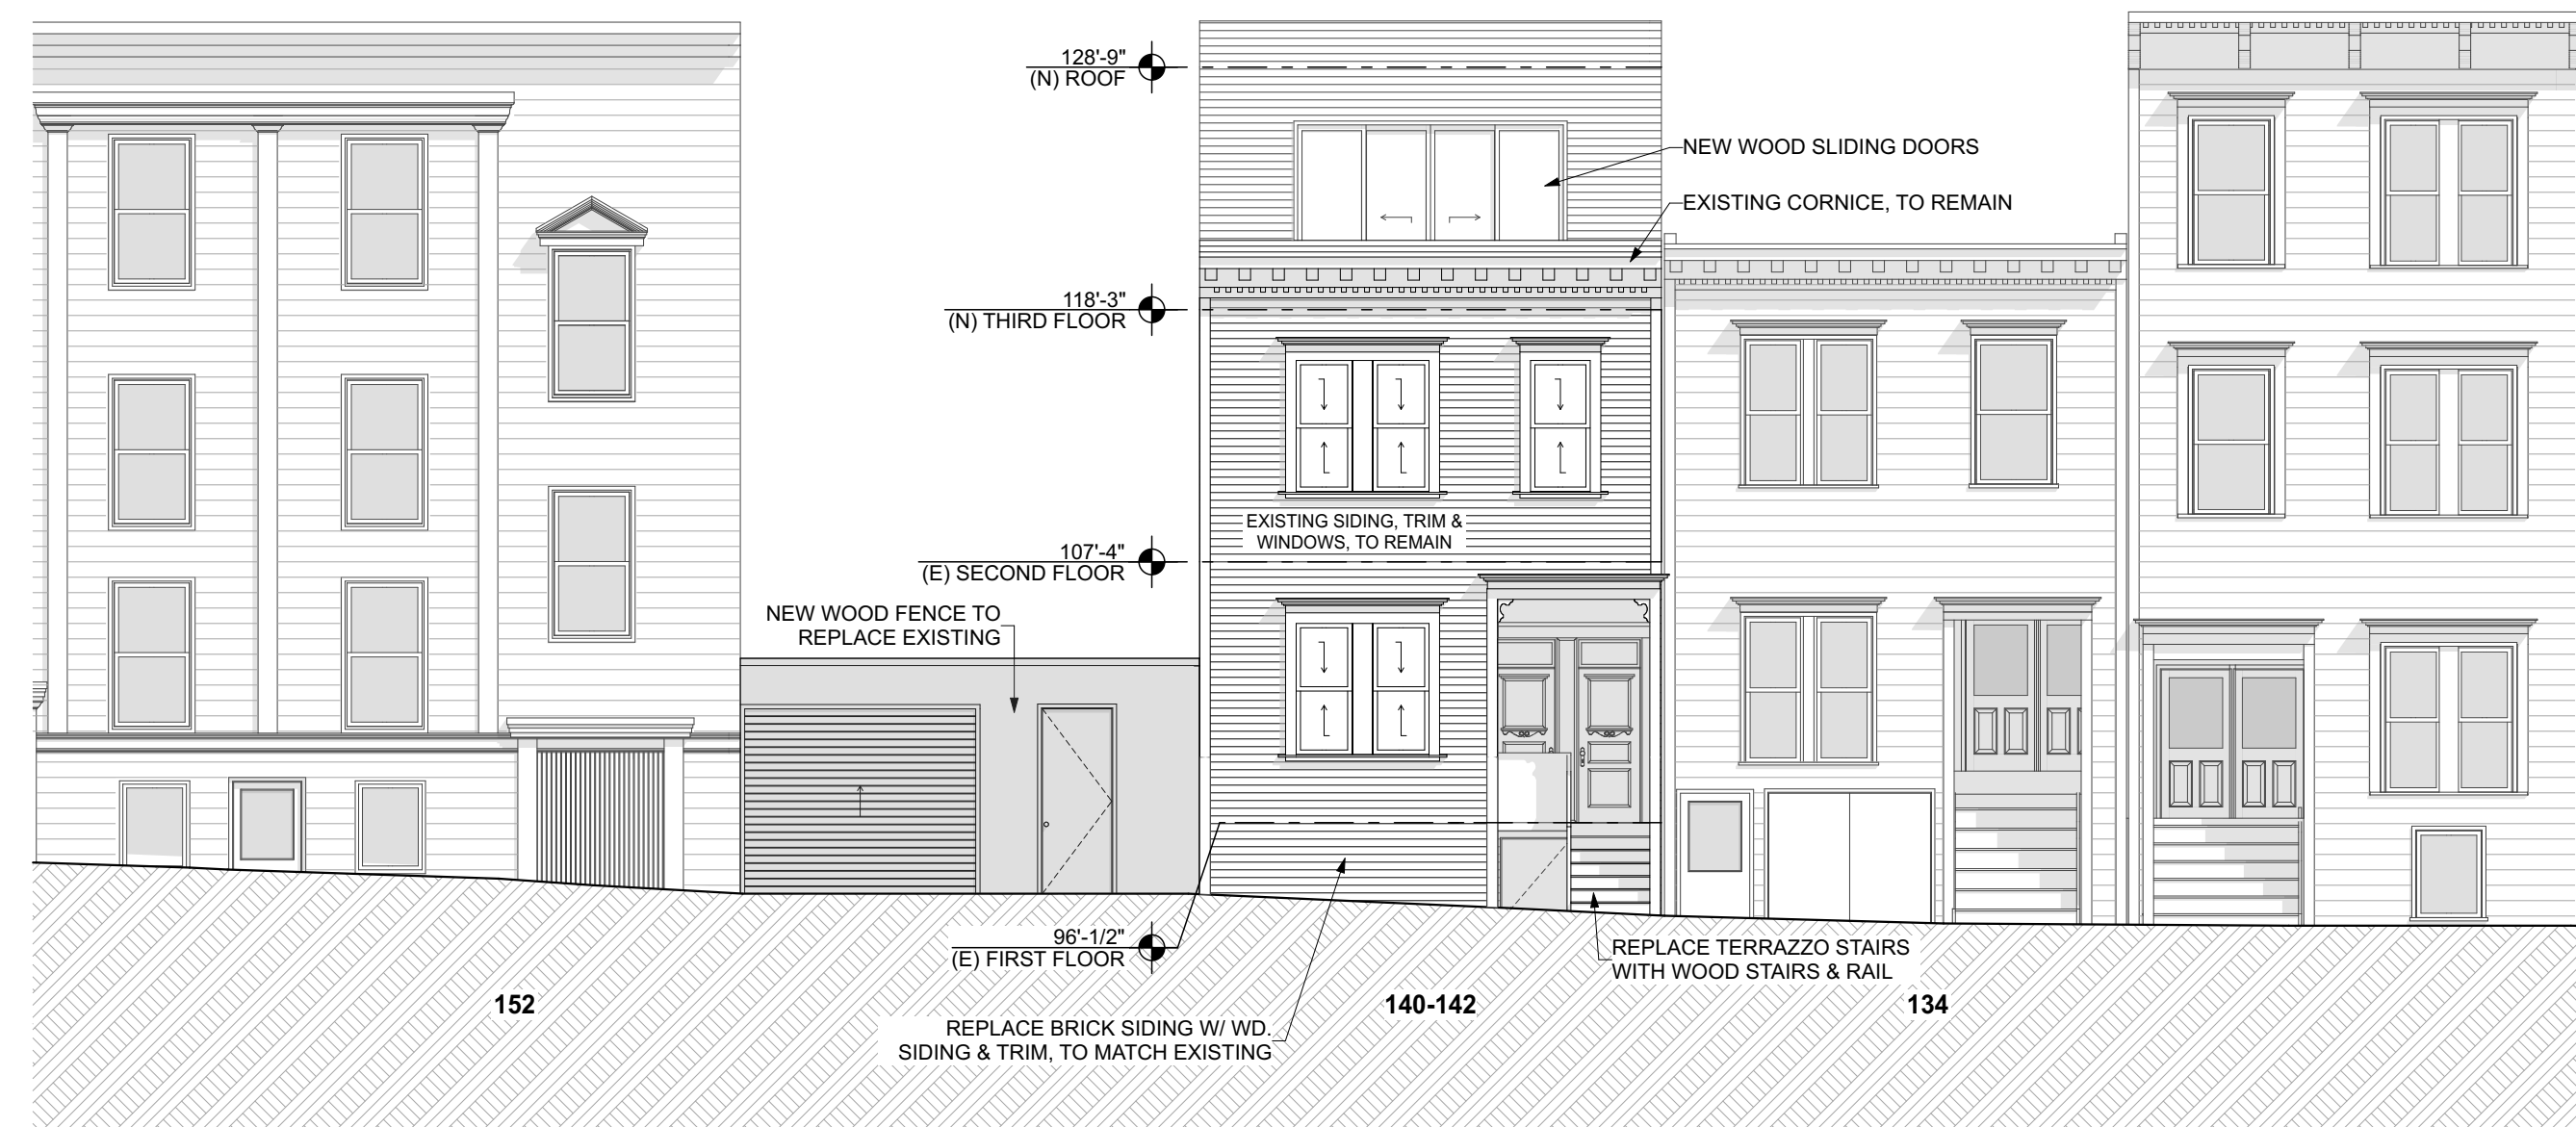 128'-9"
(N) ROOF
NEW WOOD SLIDING DOORS
EXISTING CORNICE, TO REMAIN
118'-3"
(N) THIRD FLOOR
EXISTING SIDING, TRIM &
WINDOWS, TO REMAIN
107'-4"
(E) SECOND FLOOR
NEW WOOD FENCE TO
REPLACE EXISTING
96'-1/2"
(E) FIRST FLOOR
REPLACE TERRAZZO STAIRS
WITH WOOD STAIRS & RAIL
152
140-142
134
REPLACE BRICK SIDING W/ WD.
SIDING & TRIM, TO MATCH EXISTING